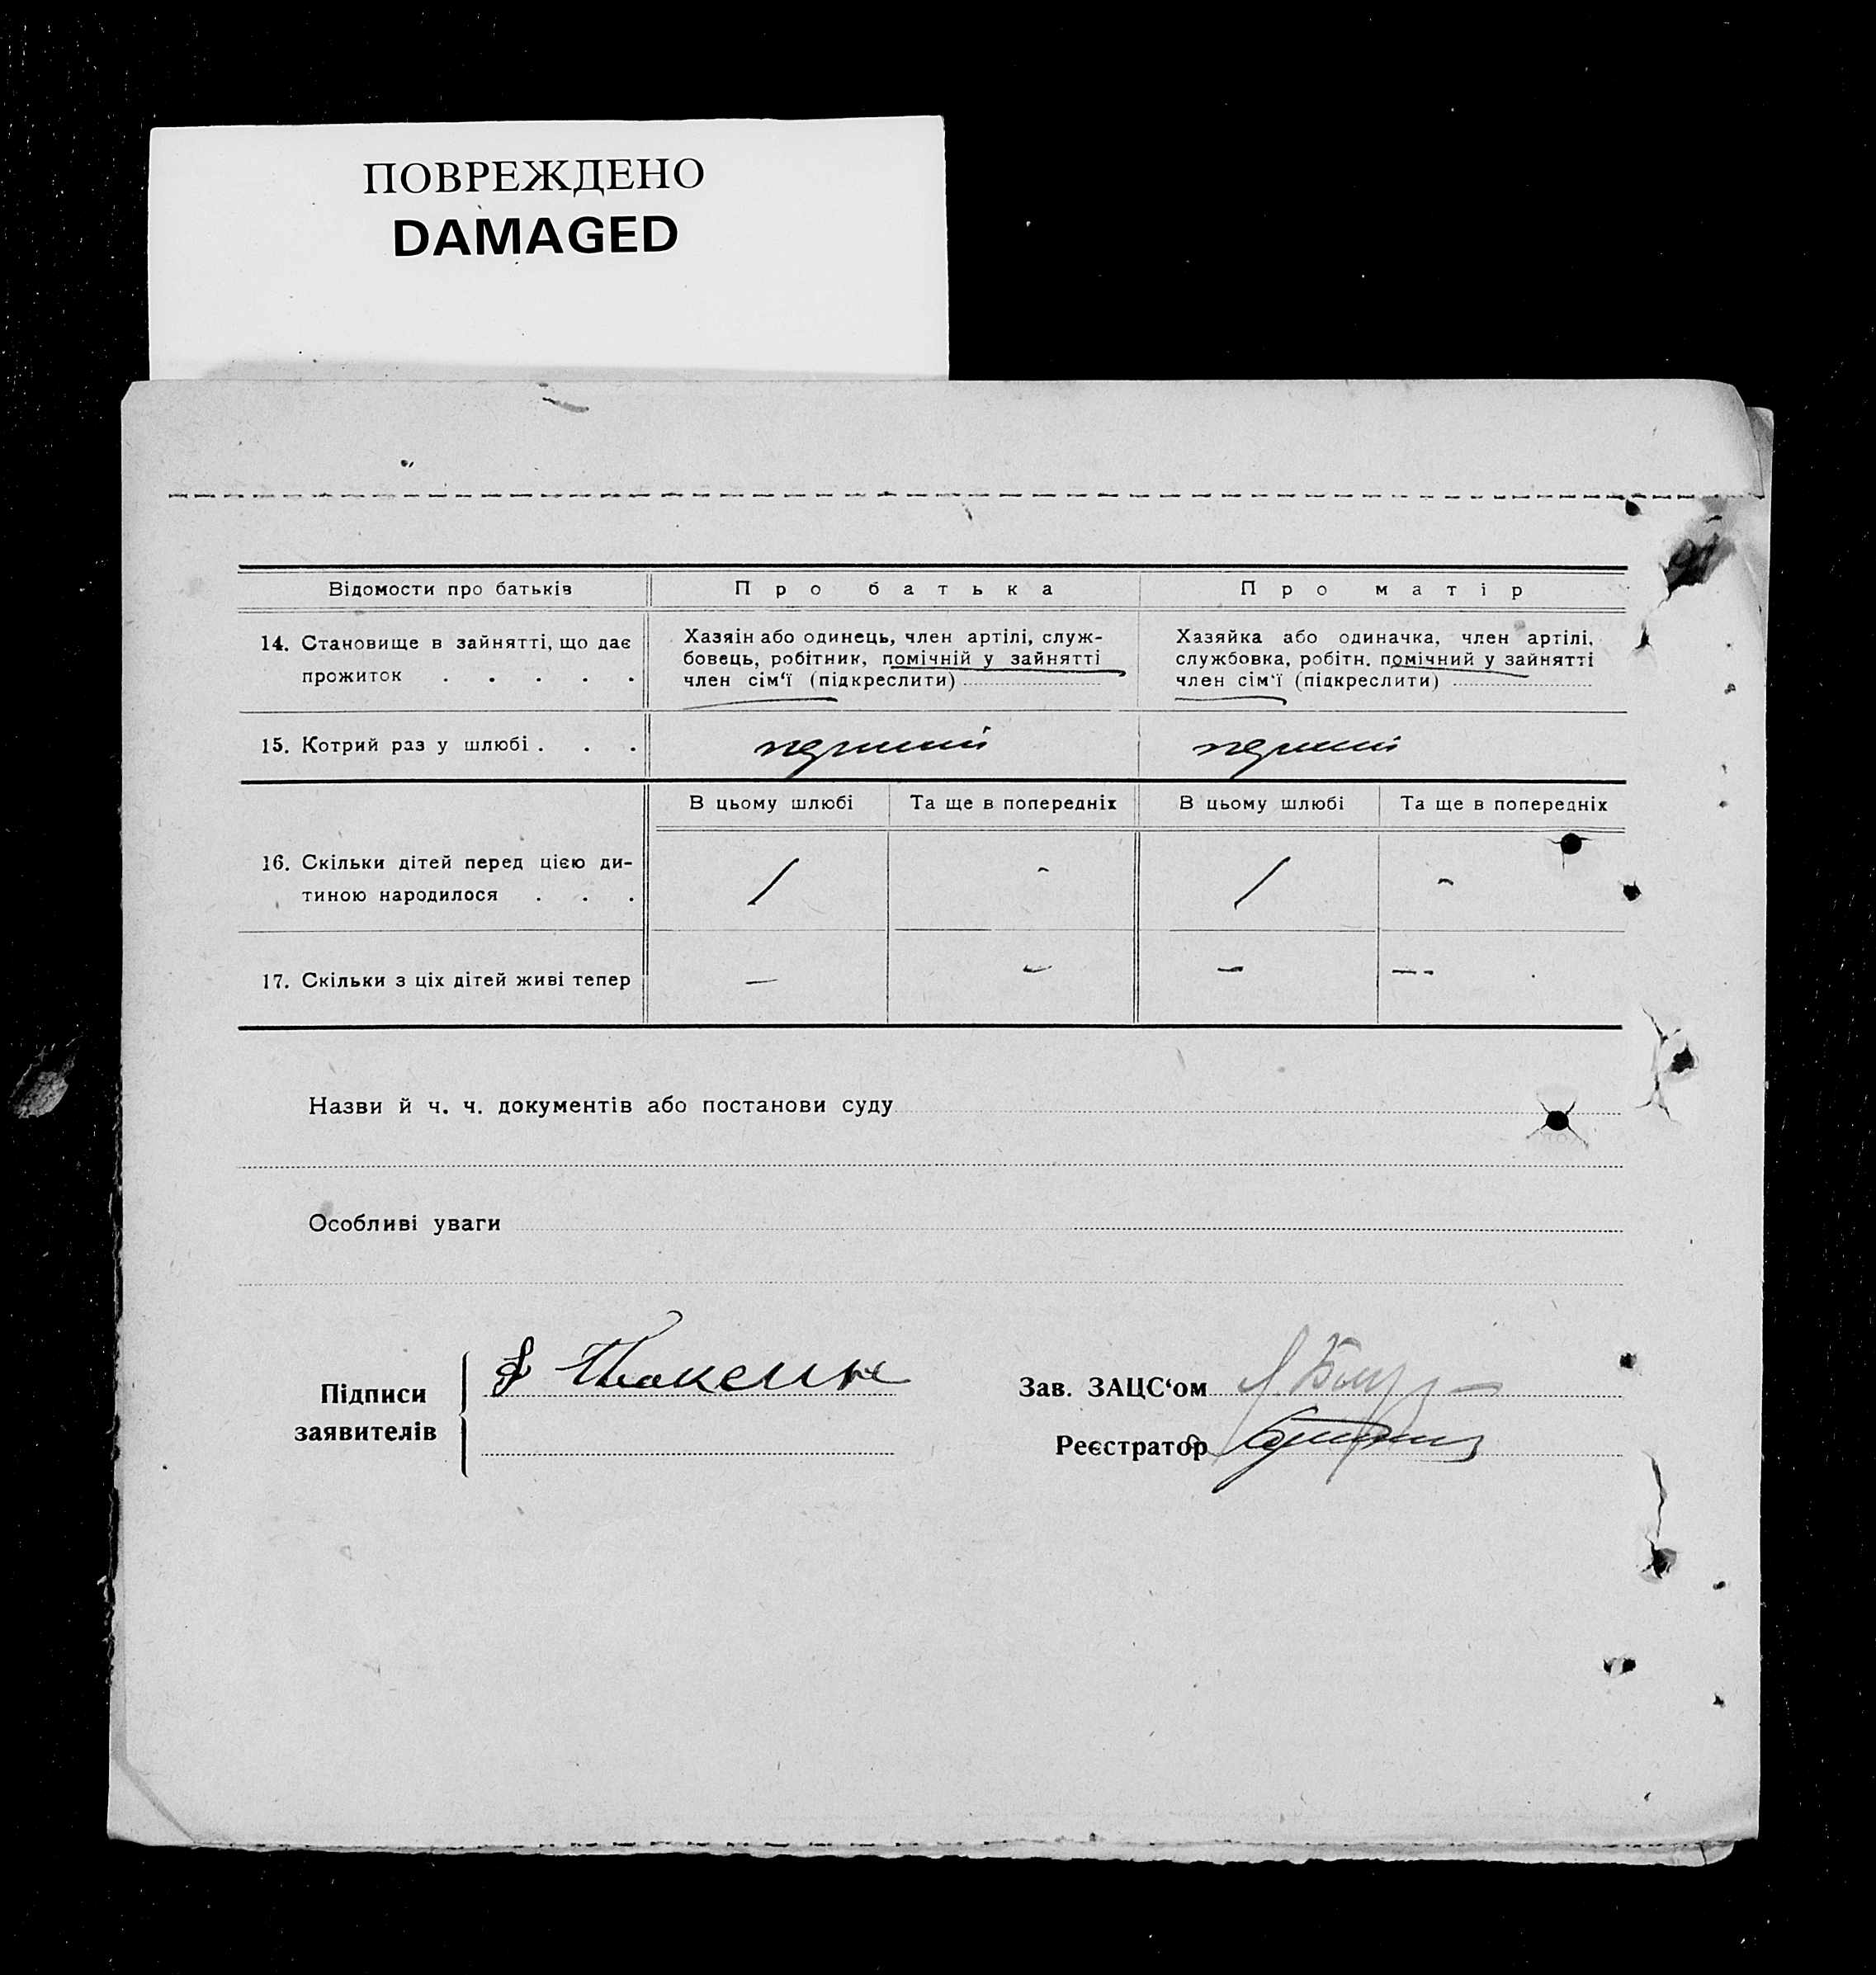 ПОВРЕЖДЕНО
DAMAGED
Відомости про батьків
Про батька
Про матір
14. Становище в зайнятті, що дає
прожиток . . . . .
Хазяін або одинець, член артілі, служ-
бовець, робітник, помічній у зайнятті
член сім'ї (підкреслити)
Хазяйка або одиначка, член артілі,
службовка, робітн. помічний у зайнятті
член сім'ї (підкреслити)
15. Котрий раз у шлюбі . . .
перший
перший
В цьому шлюбі
Та ще в попередніх
В цьому шлюбі
Та ще в попередніх
16. Скільки дітей перед цією ди-
тиною народилося . . .
/
-
/
-
17. Скільки з ціх дітей живі тепер
—
-
—
—-
Назви й ч. ч. документів або постанови суду
Особливі уваги
Підписи
заявителів
Зав. ЗАЦС'ом
Реєстратор